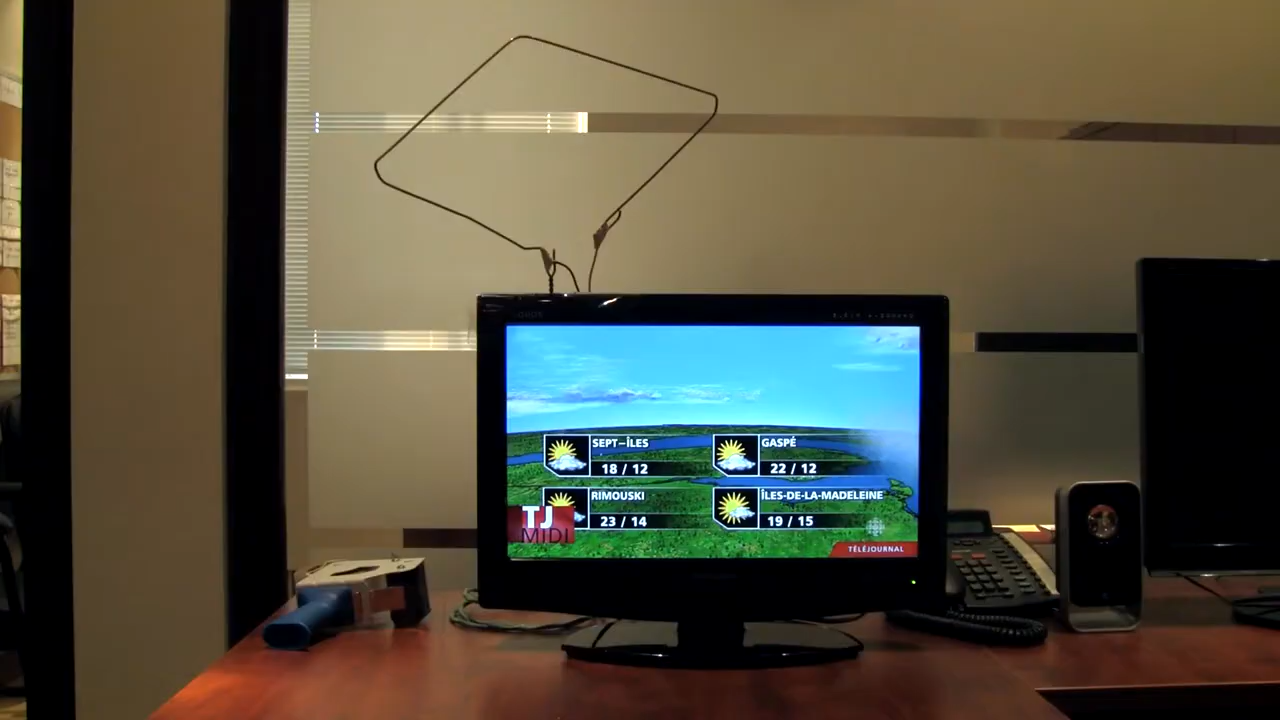 SEPT-ÎLES
18 / 12
GASPÉ
22 / 12
RIMOUSKI
23 / 14
ÎLES-DE-LA-MADELEINE
19 / 15
TJ
MIDI
TÉLÉJOURNAL